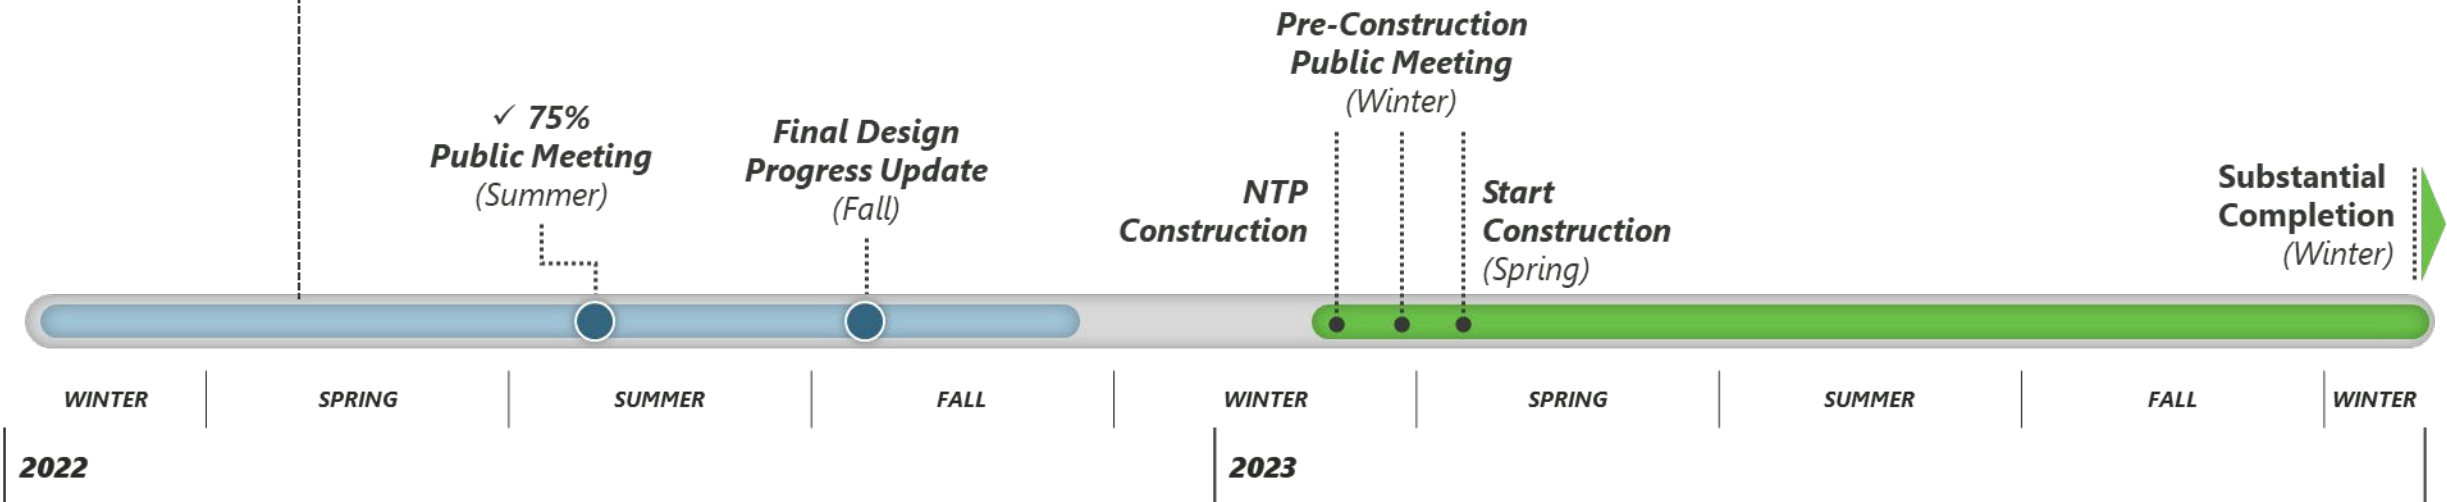 ✓ 75%
Public Meeting
(Summer)
Final Design
Progress Update
(Fall)
NTP
Construction
Pre-Construction
Public Meeting
(Winter)
Start
Construction
(Spring)
Substantial
Completion
(Winter)
WINTER
SPRING
SUMMER
FALL
WINTER
SPRING
SUMMER
FALL
WINTER
2022
2023